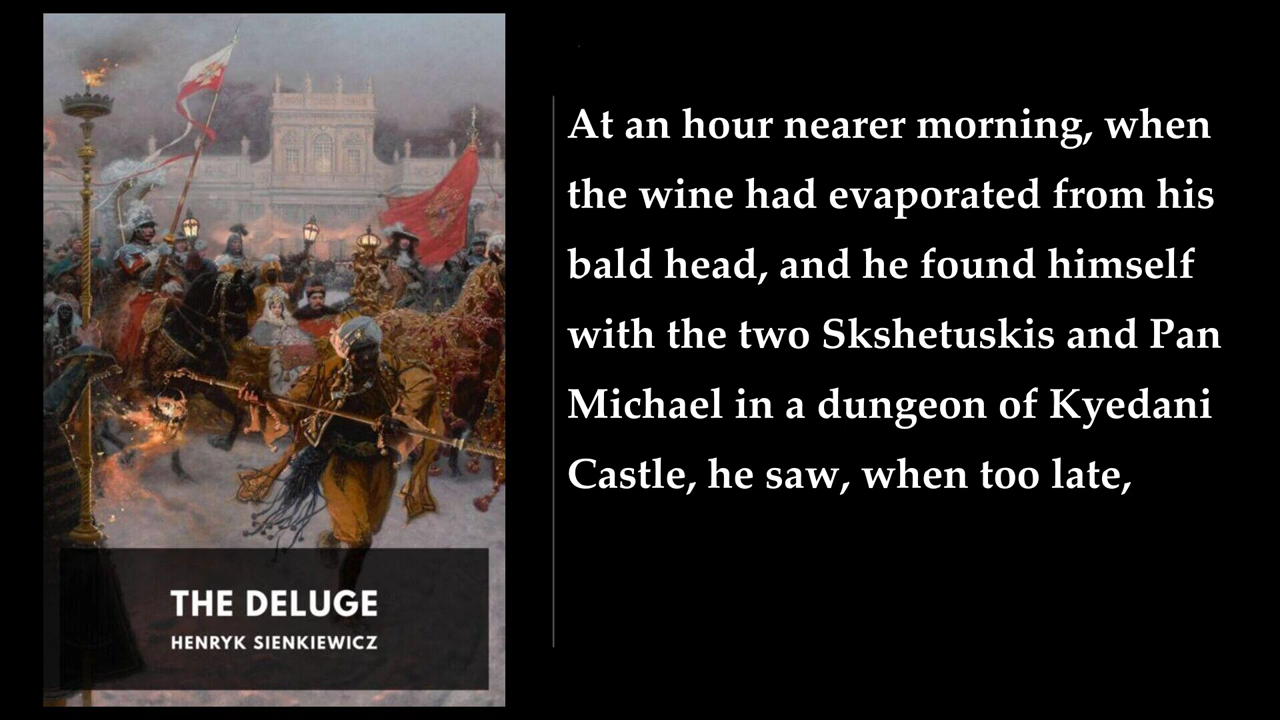 THE DELUGE
HENRYK SIENKIEWICZ
At an hour nearer morning, when
the wine had evaporated from his
bald head, and he found himself
with the two Skshetuskis and Pan
Michael in a dungeon of Kyedani
Castle, he saw, when too late,